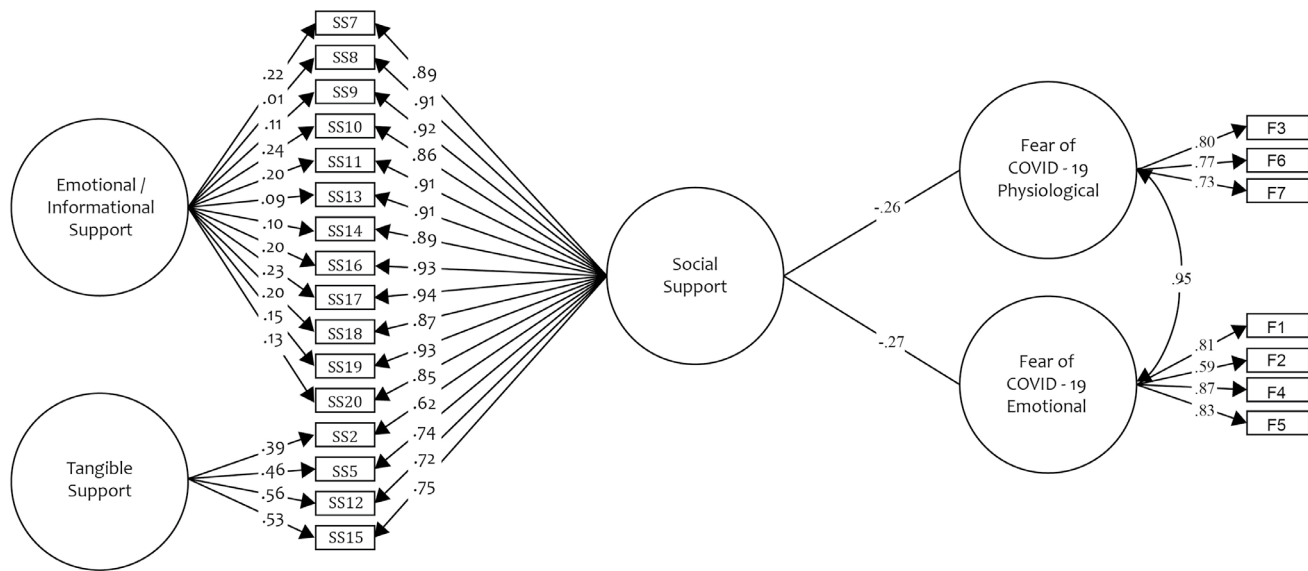 SS7
SS8
SS9
SS10
SS11
SS13
SS14
SS16
SS17
SS18
SS19
SS20
SS2
SS5
SS12
SS15
Emotional /
Informational
Support
Tangible
Support
.22
.01
.11
.24
.20
.09
.10
.20
.23
.20
.15
.13
.39
.46
.56
.53
.89
.91
.92
.86
.91
.91
.89
.93
.94
.87
.93
.85
.62
.74
.72
.75
Social
Support
-.26
-.27
Fear of
COVID - 19
Physiological
Fear of
COVID - 19
Emotional
.95
.80
.77
.73
F3
F6
F7
.81
.59
.87
.83
F1
F2
F4
F5